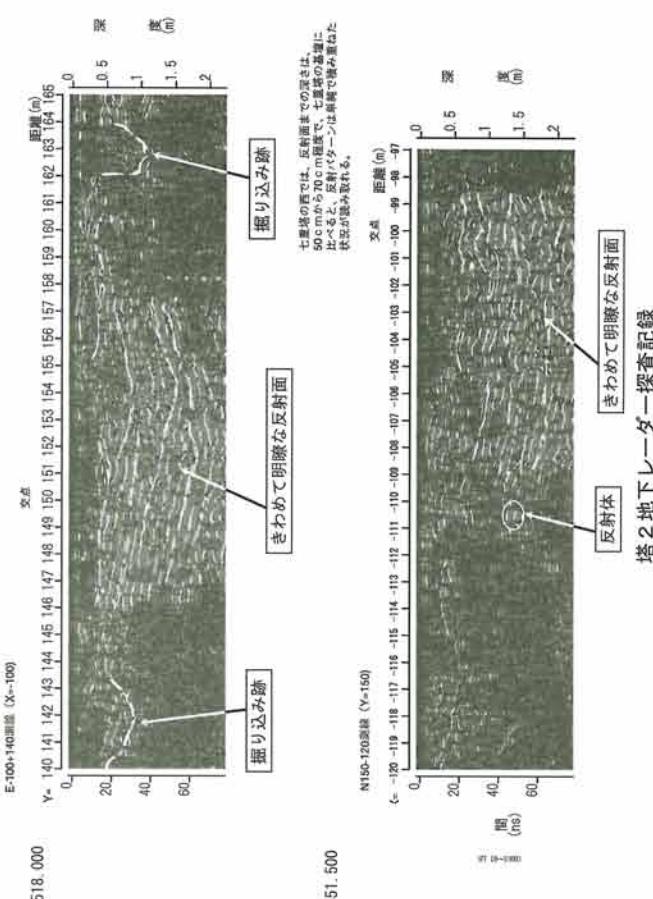 E-100+140測線（X=-100）
交点
距離(m)
Y= 140 141 142 143 144 145 146 147 148 149 150 151 152 153 154 155 156 157 158 159 160 161 162 163 164 165
0
20
40
60
深度(m)
0
0.5
1
1.5
2
掘り込み跡
きわめて明瞭な反射面
掘り込み跡
518.000
七重塔の西では、反射面までの深さは、
50cmから70cm程度で、七重塔の基壇に
比べると、反射パターンは単純で積み重ねた
状況が読み取れる。
N150-120測線（Y=150）
交点
距離(m)
-120 -119 -118 -117 -116 -115 -114 -113 -112 -111 -110 -109 -108 -107 -106 -105 -104 -103 -102 -101 -100 -99 -98 -97
0
20
40
60
間(ns)
深度(m)
0
0.5
1
1.5
2
反射体
きわめて明瞭な反射面
51.500
塔２地下レーダー探査記録